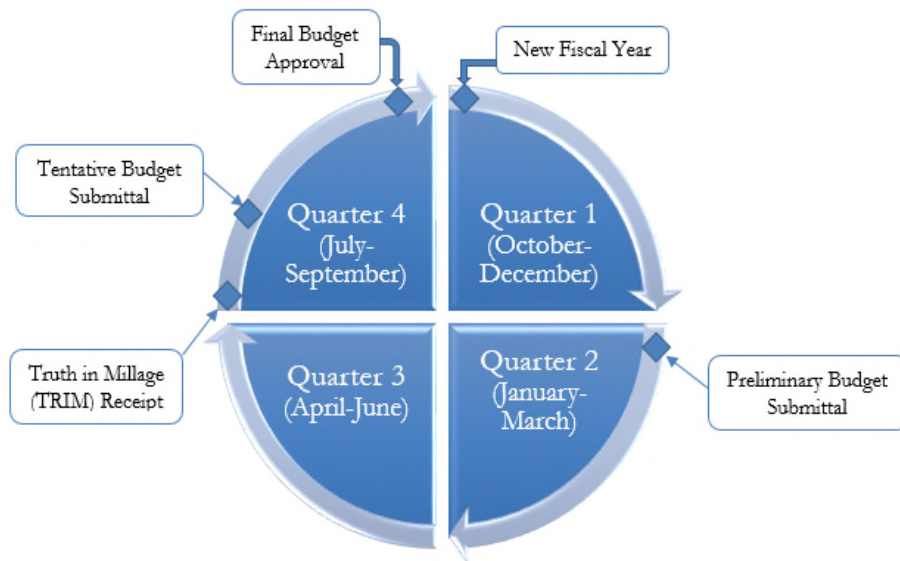 Final Budget
Approval
New Fiscal Year
Tentative Budget
Submittal
Quarter 4
(July-
September)
Quarter 1
(October-
December)
Truth in Millage
(TRIM) Receipt
Quarter 3
(April-June)
Quarter 2
(January-
March)
Preliminary Budget
Submittal